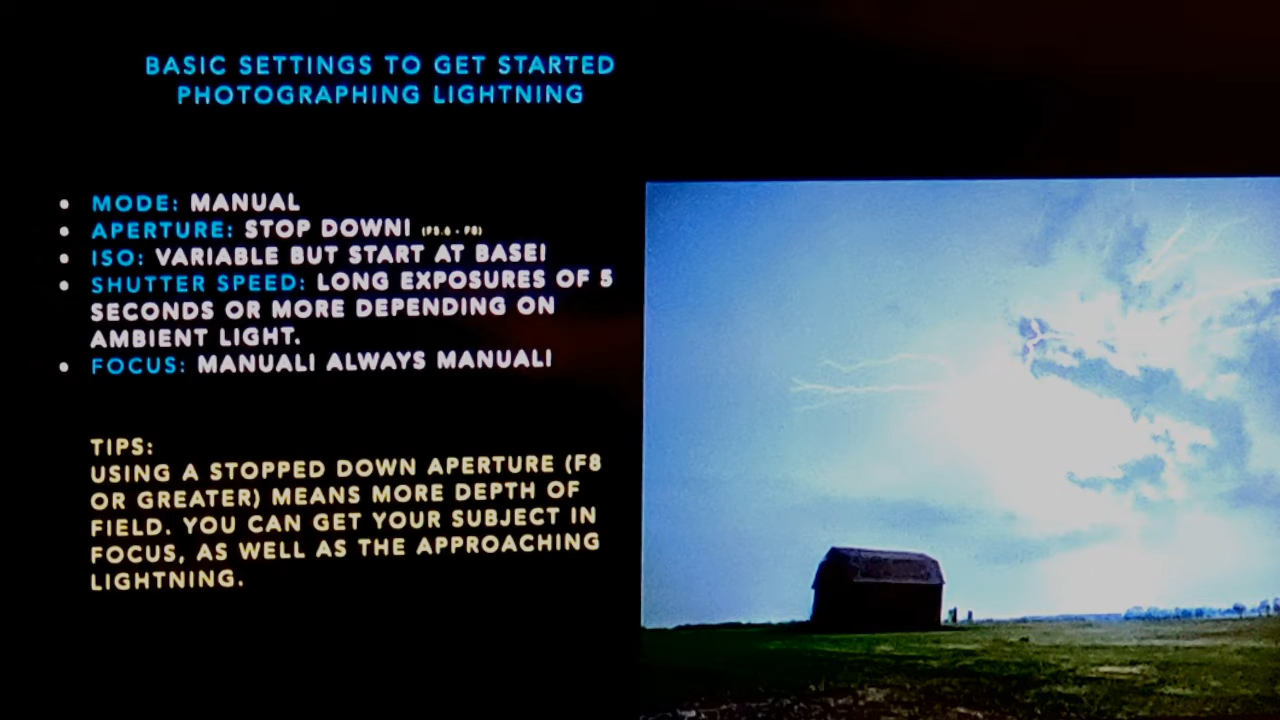 BASIC SETTINGS TO GET STARTED
PHOTOGRAPHING LIGHTNING
• MODE: MANUAL
• APERTURE: STOP DOWN! (F5.6 - F8)
• ISO: VARIABLE BUT START AT BASE!
• SHUTTER SPEED: LONG EXPOSURES OF 5
SECONDS OR MORE DEPENDING ON
AMBIENT LIGHT.
• FOCUS: MANUAL! ALWAYS MANUAL!
TIPS:
USING A STOPPED DOWN APERTURE (F8
OR GREATER) MEANS MORE DEPTH OF
FIELD. YOU CAN GET YOUR SUBJECT IN
FOCUS, AS WELL AS THE APPROACHING
LIGHTNING.